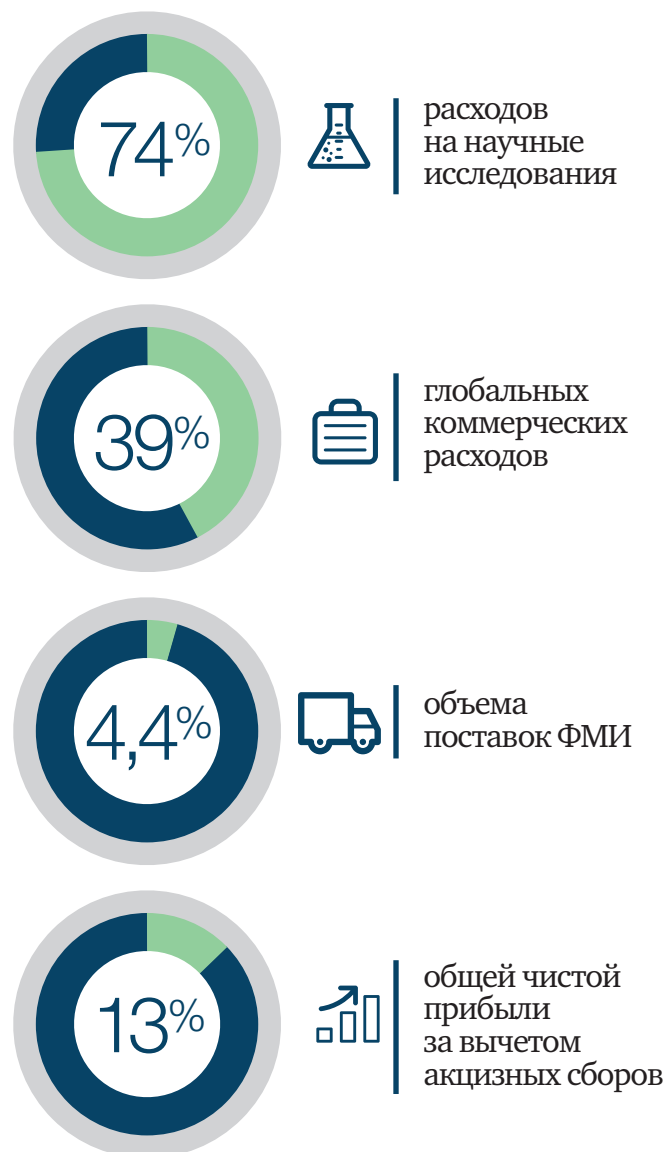 74%
расходов
на научные
исследования
39%
глобальных
коммерческих
расходов
4,4%
объема
поставок ФМИ
13%
общей чистой
прибыли
за вычетом
акцизных сборов